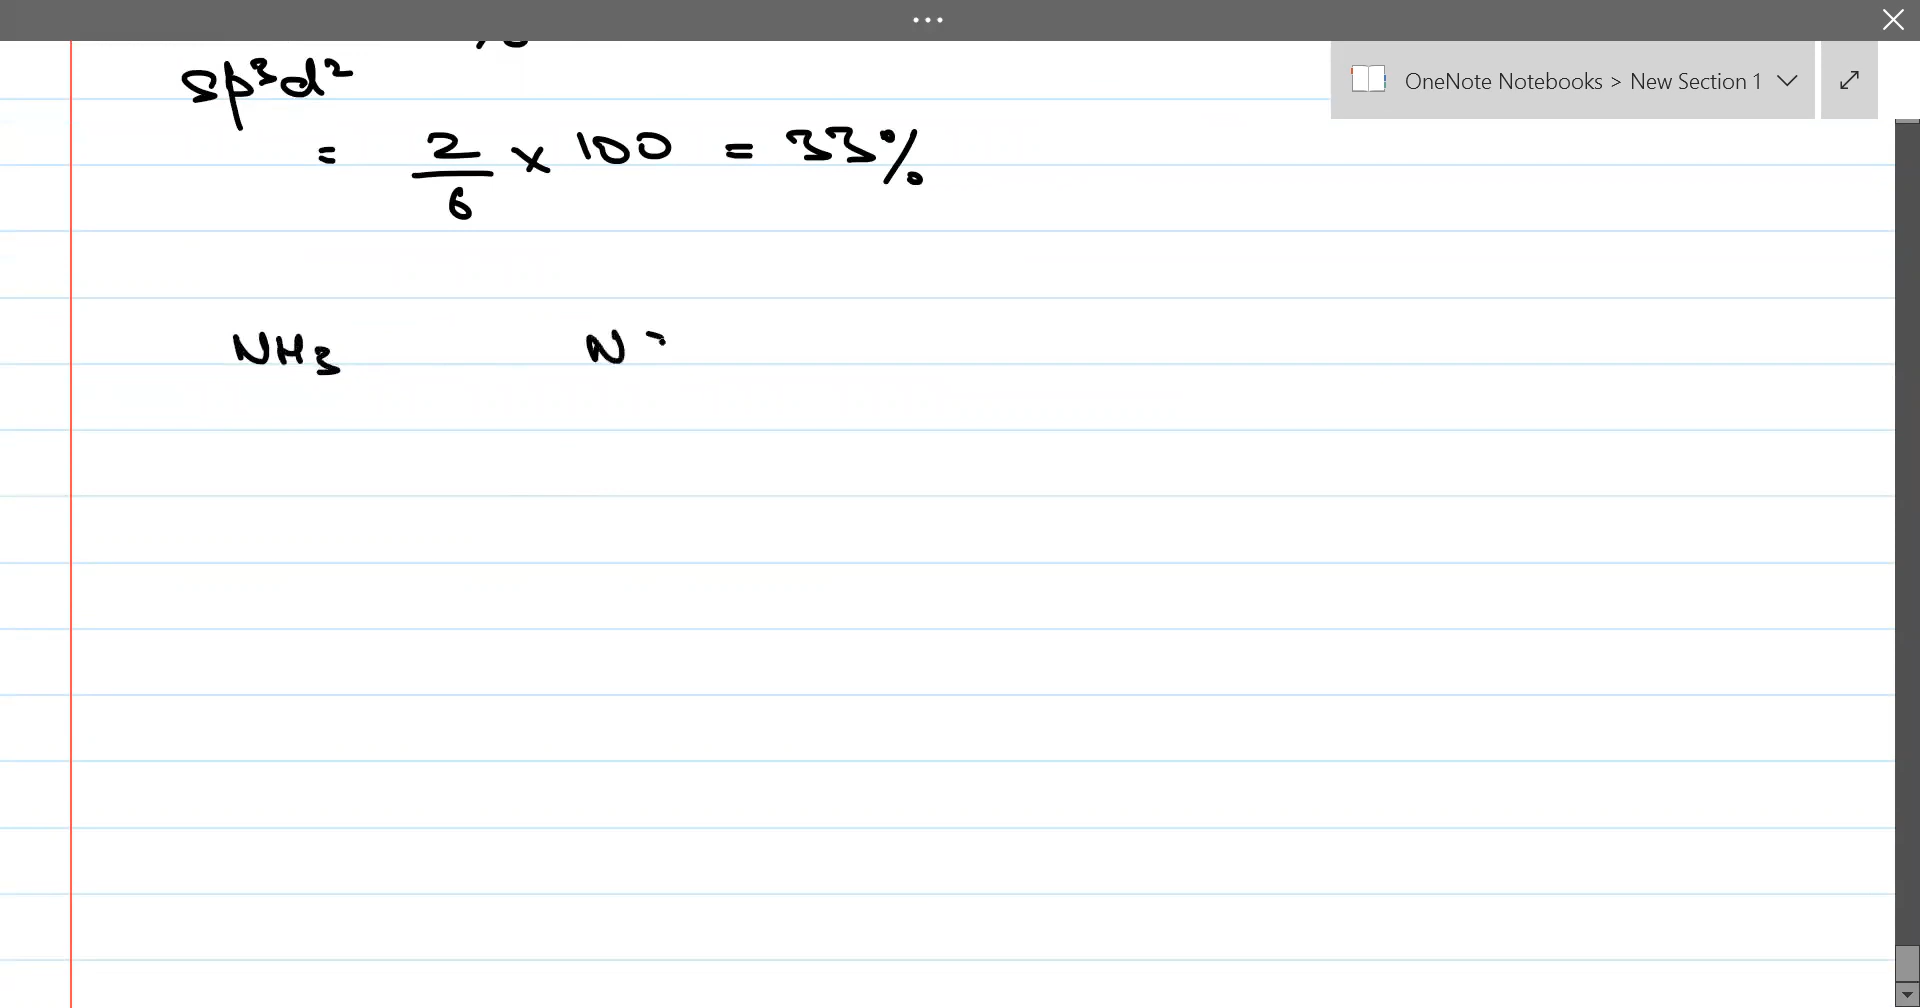 ...
OneNote Notebooks > New Section 1
sp³d²
= 2/6 x 100 = 33%
NH₃ N